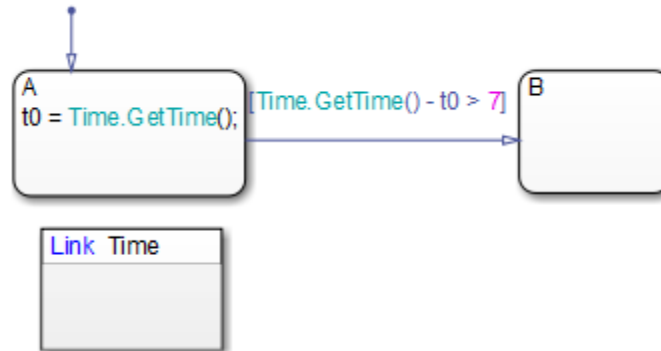 A
t0 = Time.GetTime();
[Time.GetTime() - t0 > 7]
B
Link Time